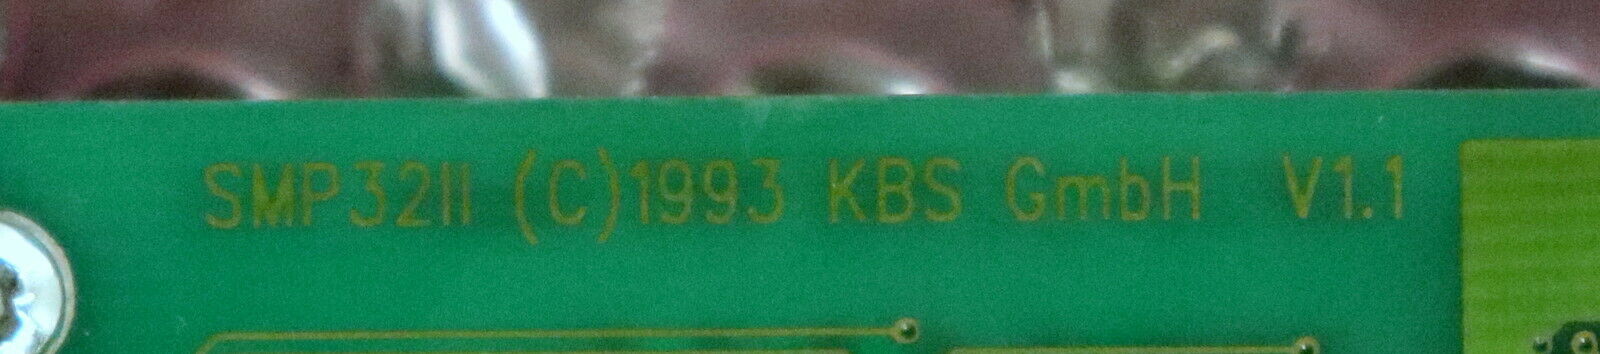 SMP32II (C)1993 KBS GmbH V1.1